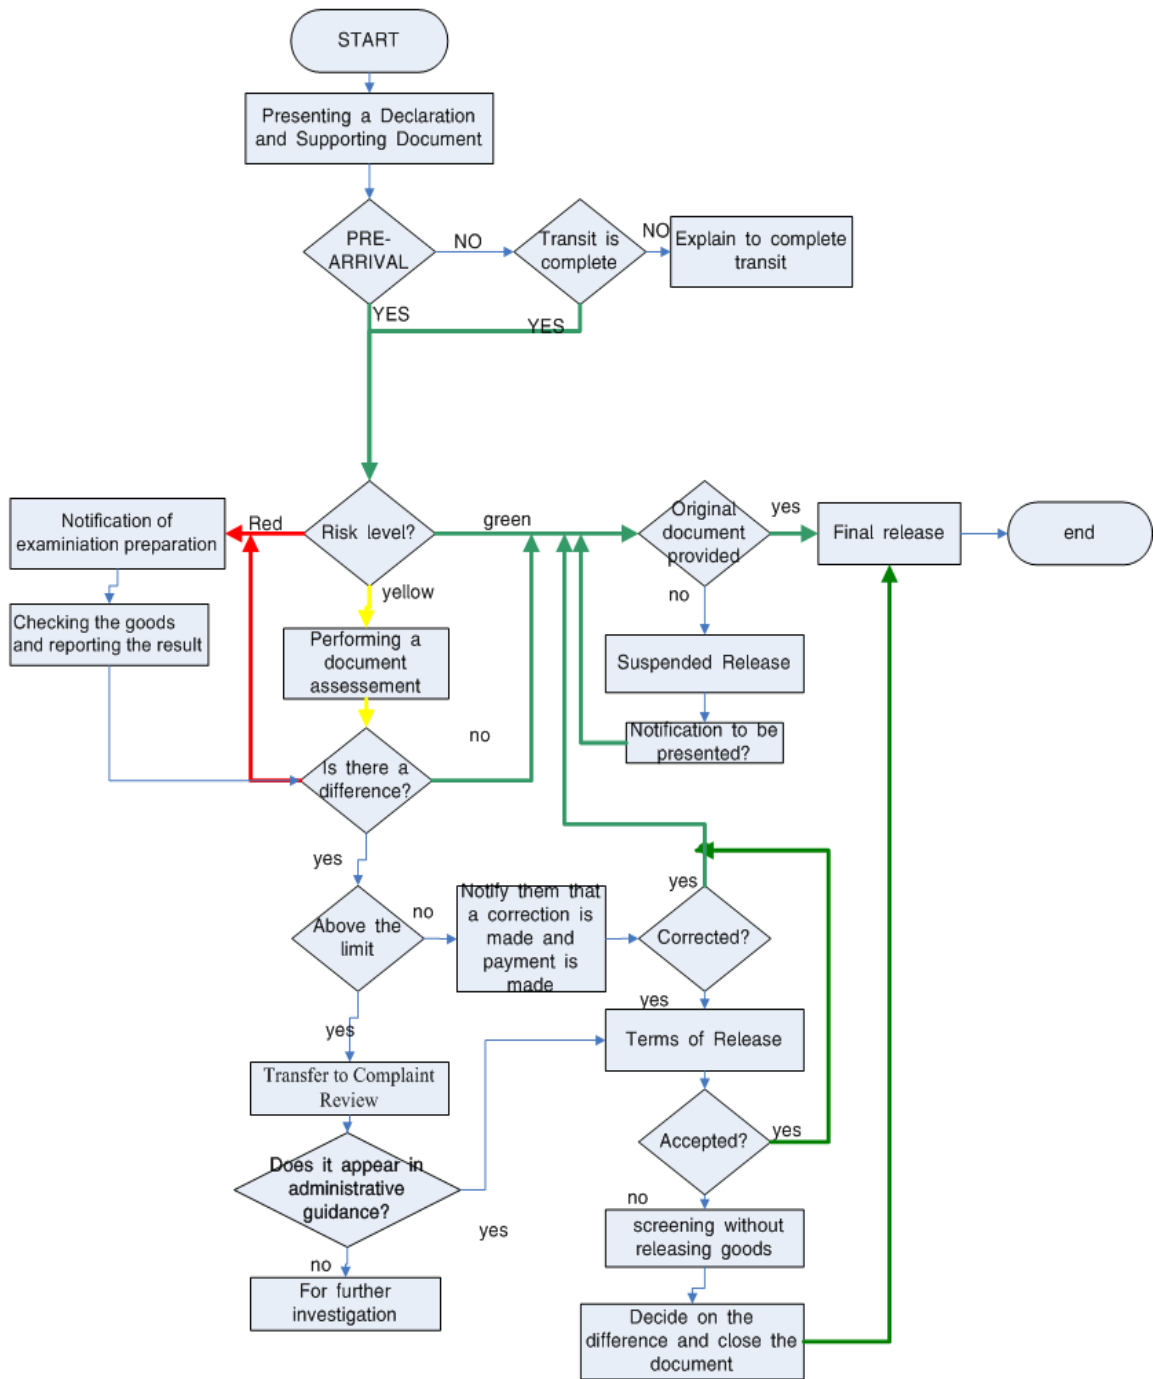 START
Presenting a Declaration
and Supporting Document
PRE-
ARRIVAL
NO
Transit is
complete
NO
Explain to complete
transit
YES
YES
Notification of
examiniation preparation
Red
Risk level?
green
Original
document
provided
yes
Final release
end
yellow
no
Checking the goods
and reporting the result
Performing a
document
assessement
Suspended Release
no
Notification to be
presented?
Is there a
difference?
yes
Above the
limit
no
Notify them that
a correction is
made and
payment is
made
yes
Corrected?
yes
yes
Terms of Release
Transfer to Complaint
Review
Accepted?
yes
Does it appear in
administrative
guidance?
yes
no
screening without
releasing goods
no
For further
investigation
Decide on the
difference and close the
document